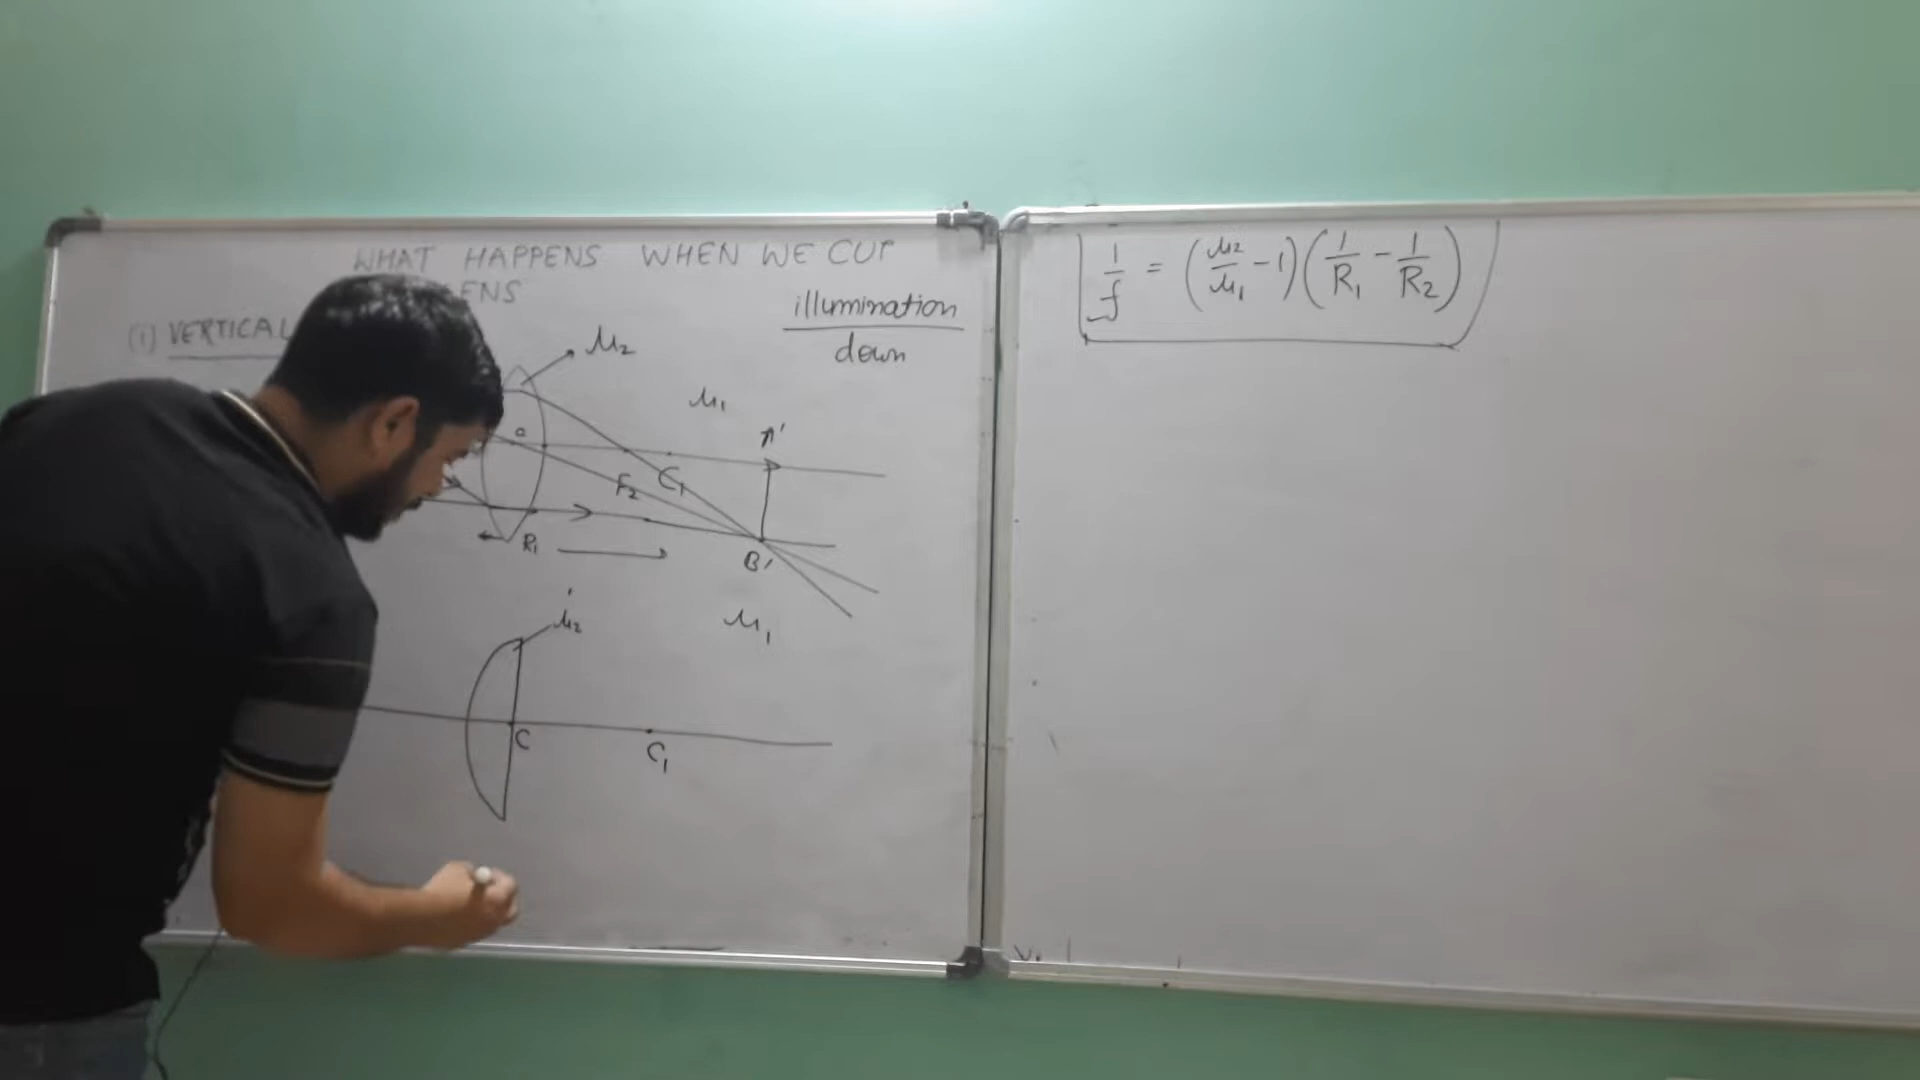 WHAT HAPPENS WHEN WE CUT
ENS
(1) VERTICAL
illumination
down
μ2
μ1
a
A'
F2
C1
R1
B'
μ2
μ1
C
C1
1/f = (μ2/μ1 - 1)(1/R1 - 1/R2)